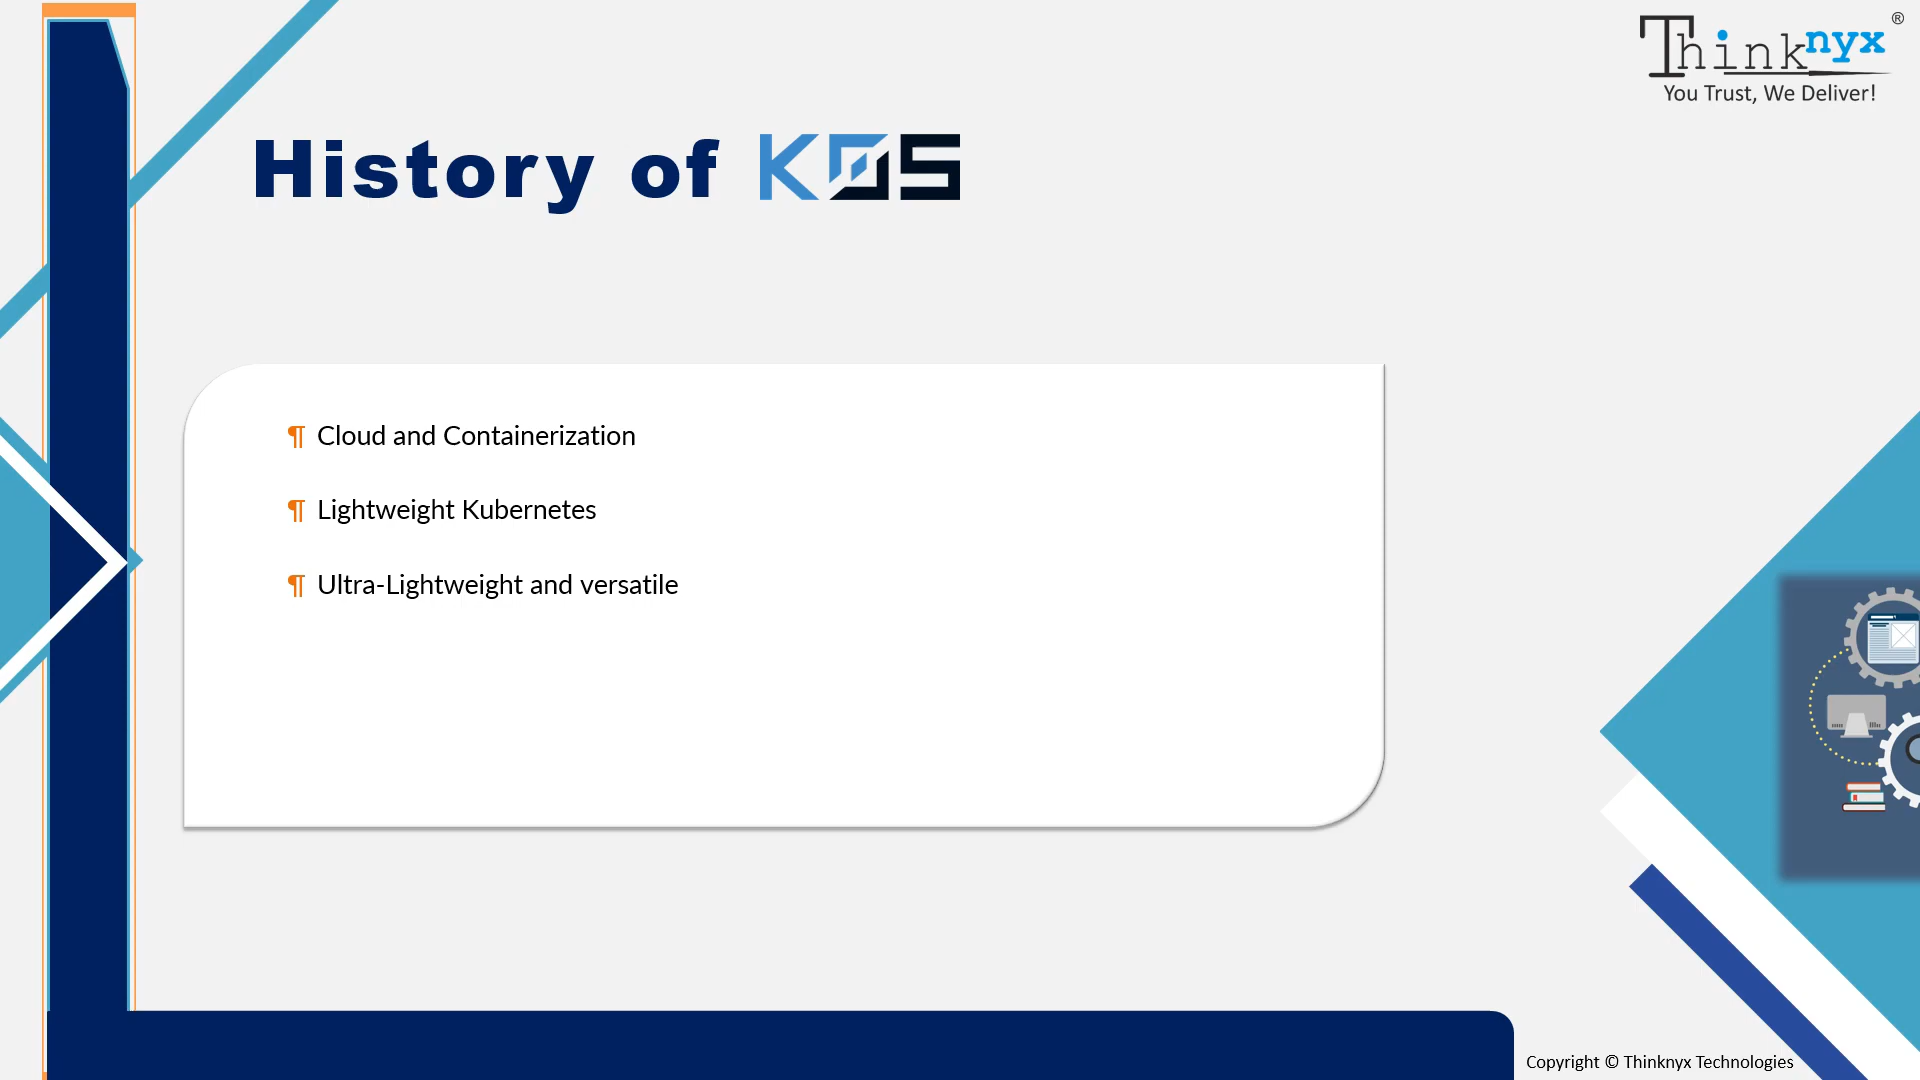 Thinknyx®
You Trust, We Deliver!
History of K0S
¶ Cloud and Containerization
¶ Lightweight Kubernetes
¶ Ultra-Lightweight and versatile
Copyright © Thinknyx Technologies